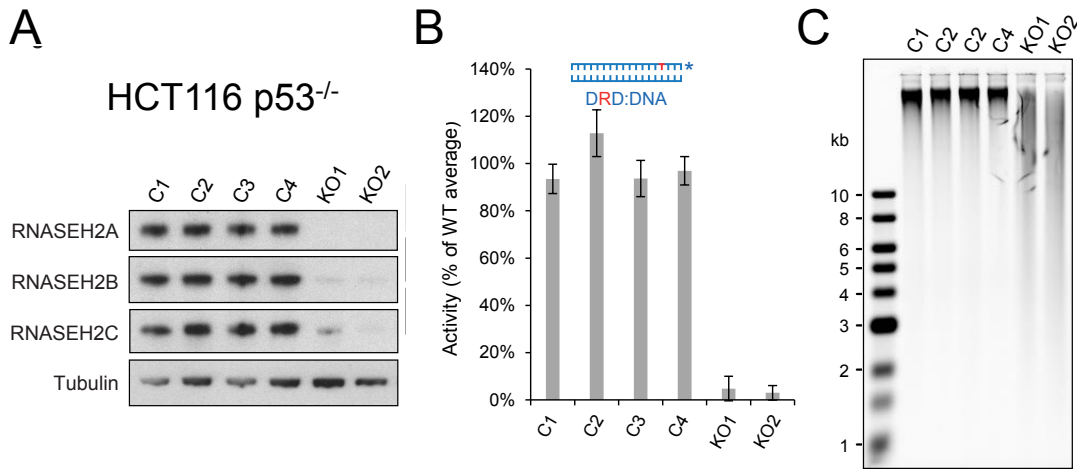 A
HCT116 p53-/-
C1 C2 C3 C4 KO1 KO2
RNASEH2A
RNASEH2B
RNASEH2C
Tubulin
B
140%
120%
100%
80%
60%
40%
20%
0%
Activity (% of WT average)
*
DRD:DNA
C1 C2 C3 C4 KO1 KO2
C
C1 C2 C2 C4 KO1 KO2
kb
10
8
6
5
4
3
2
1